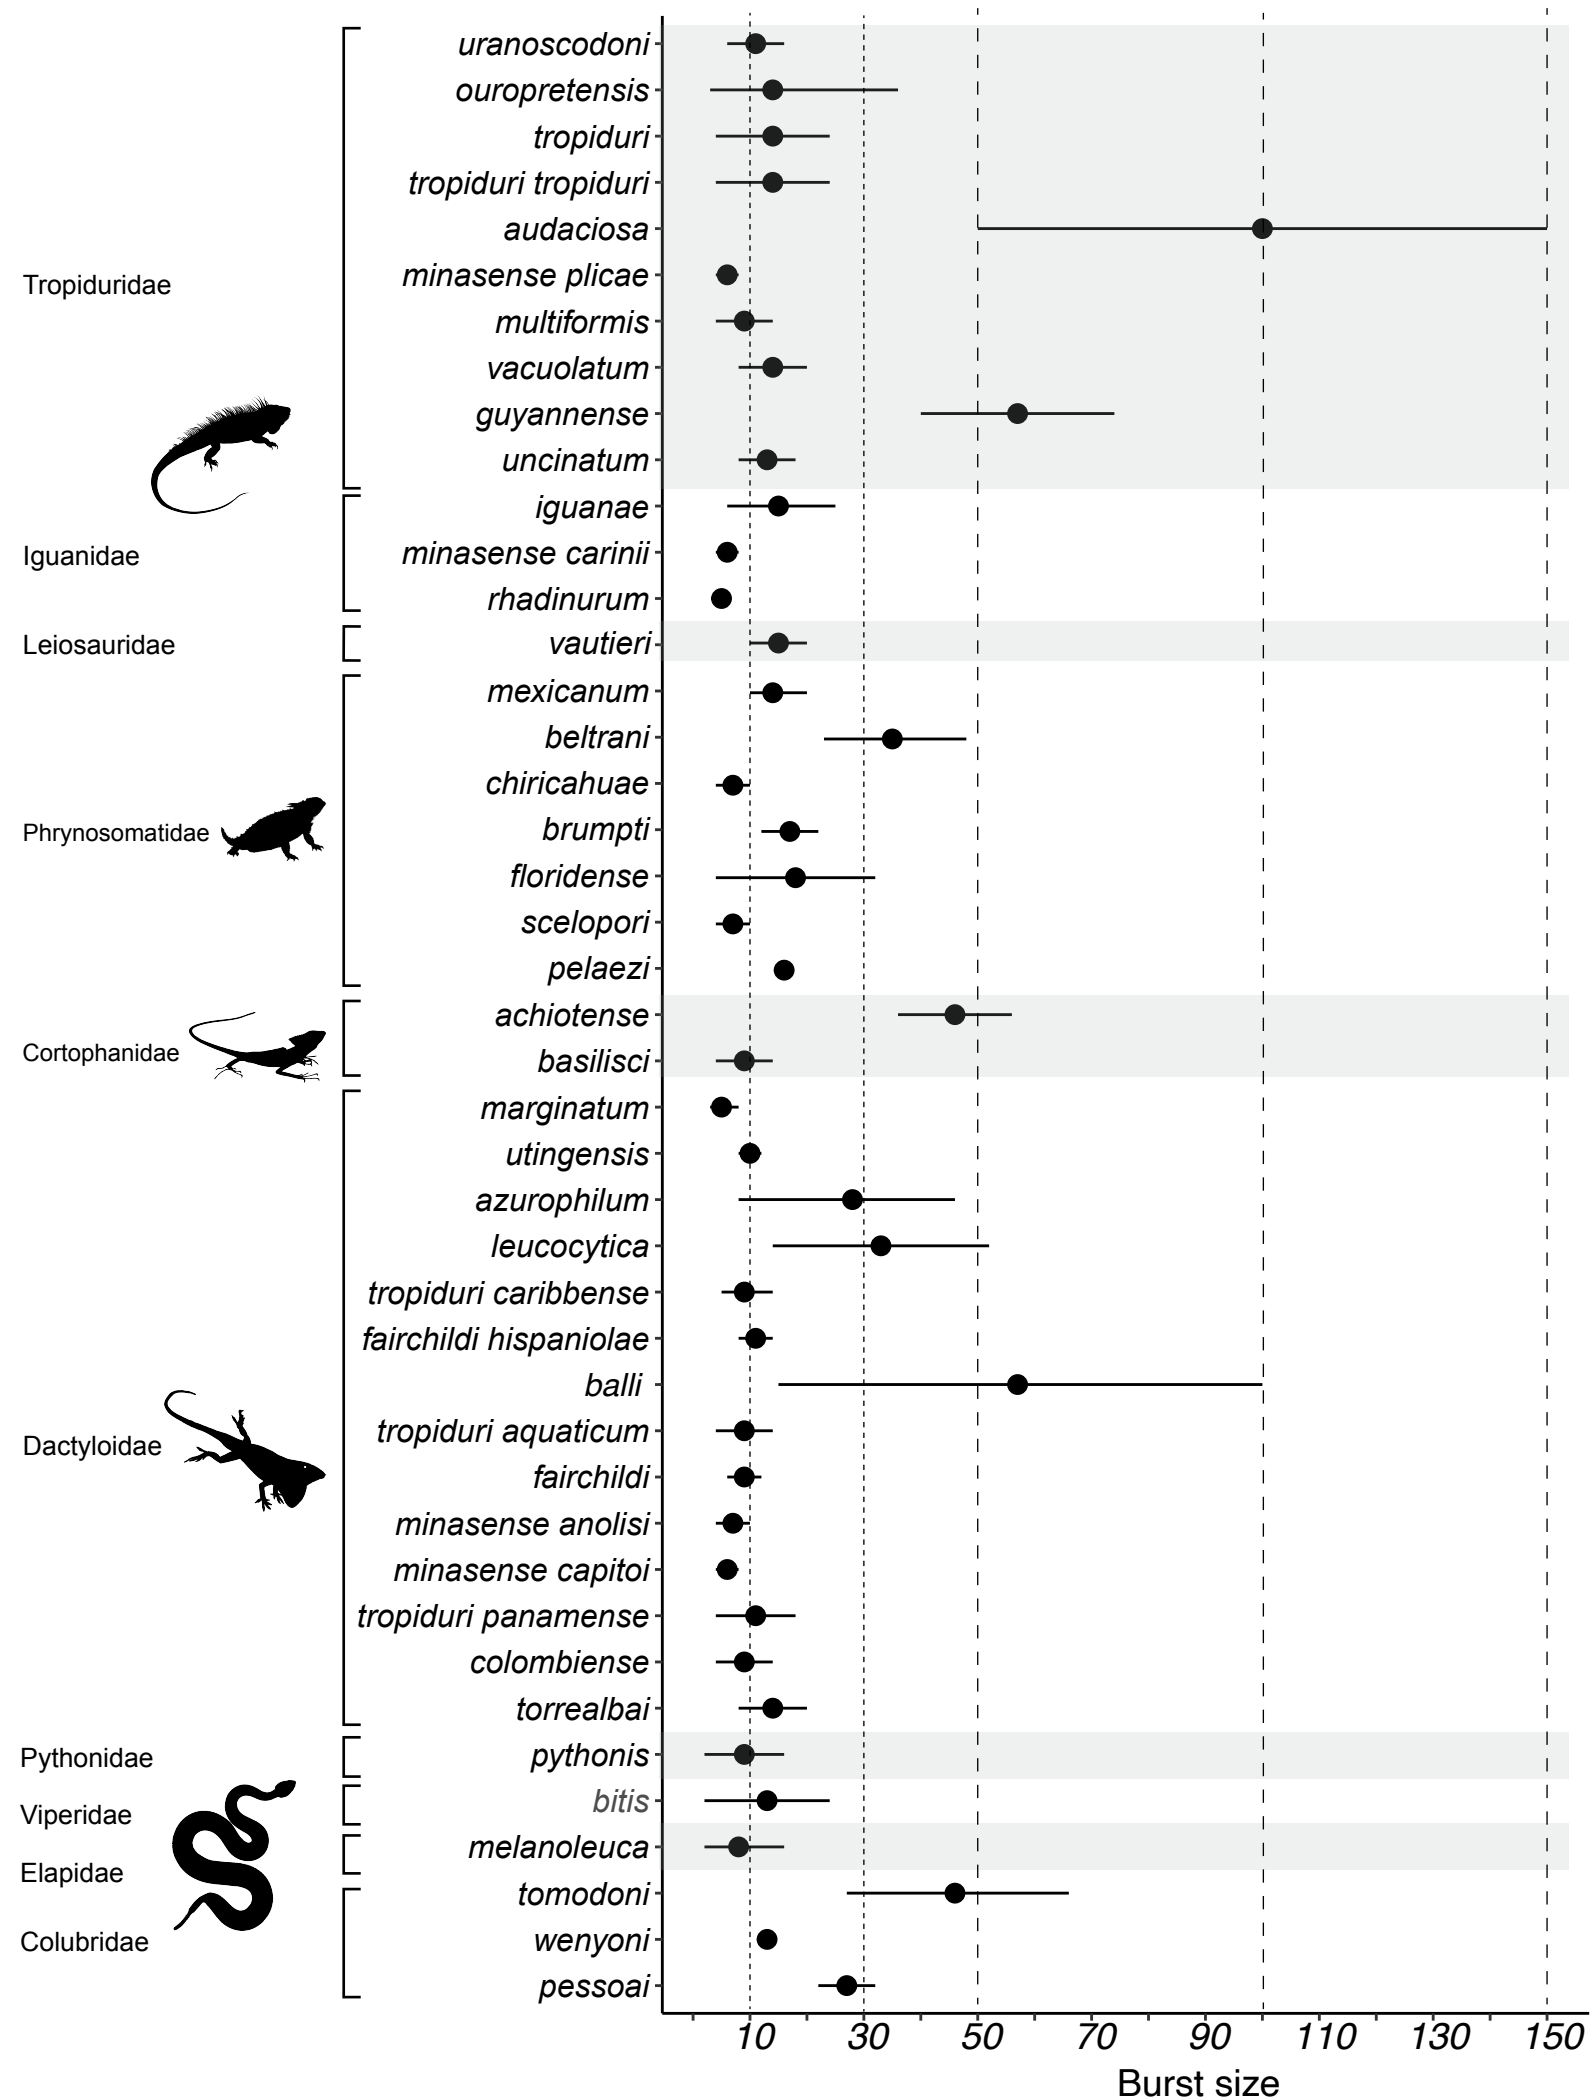 uranoscodoni
ouropretensis
tropiduri
tropiduri tropiduri
audaciosa
Tropiduridae
minasense plicae
multiformis
vacuolatum
guyannense
uncinatum
iguanae
Iguanidae
minasense carinii
rhadinurum
Leiosauridae
vautieri
mexicanum
beltrani
chiricahuae
Phrynosomatidae
brumpti
floridense
scelopori
pelaezi
achiotense
Cortophanidae
basilisci
marginatum
utingensis
azurophilum
leucocytica
tropiduri caribbense
fairchildi hispaniolae
balli
tropiduri aquaticum
Dactyloidae
fairchildi
minasense anolisi
minasense capitoi
tropiduri panamense
colombiense
torrealbai
Pythonidae
pythonis
Viperidae
bitis
melanoleuca
Elapidae
tomodoni
Colubridae
wenyoni
pessoai
10 30 50 70 90 110 130 150
Burst size